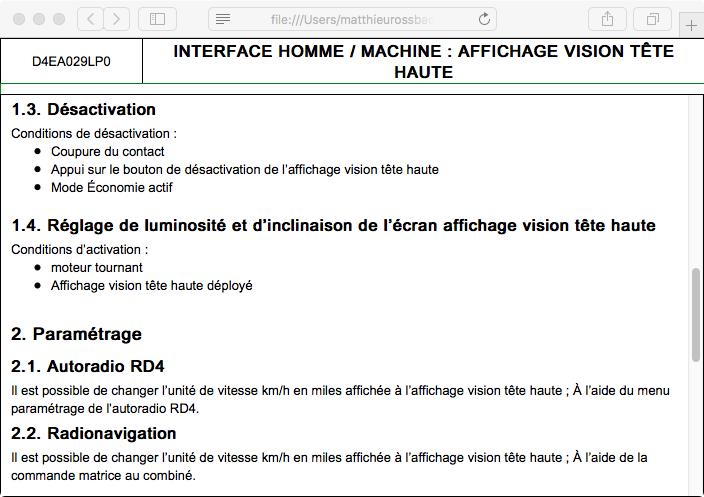 file:///Users/matthieurossba
D4EA029LP0
INTERFACE HOMME / MACHINE : AFFICHAGE VISION TÊTE
HAUTE
1.3. Désactivation
Conditions de désactivation :
● Coupure du contact
● Appui sur le bouton de désactivation de l'affichage vision tête haute
● Mode Économie actif
1.4. Réglage de luminosité et d'inclinaison de l'écran affichage vision tête haute
Conditions d'activation :
● moteur tournant
● Affichage vision tête haute déployé
2. Paramétrage
2.1. Autoradio RD4
Il est possible de changer l'unité de vitesse km/h en miles affichée à l'affichage vision tête haute ; À l'aide du menu
paramétrage de l'autoradio RD4.
2.2. Radionavigation
Il est possible de changer l'unité de vitesse km/h en miles affichée à l'affichage vision tête haute ; À l'aide de la
commande matrice au combiné.